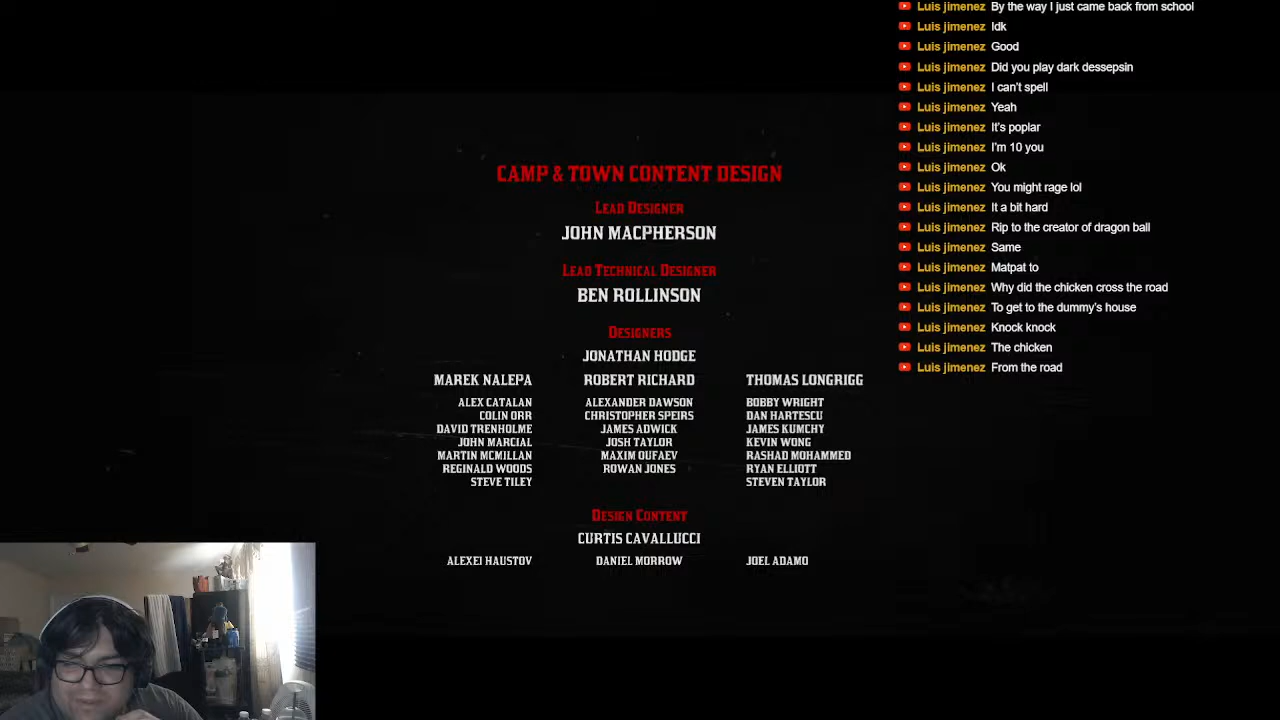 CAMP & TOWN CONTENT DESIGN
LEAD DESIGNER
JOHN MACPHERSON
LEAD TECHNICAL DESIGNER
BEN ROLLINSON
DESIGNERS
JONATHAN HODGE
MAREK NALEPA ROBERT RICHARD THOMAS LONGRIGG
ALEX CATALAN ALEXANDER DAWSON BOBBY WRIGHT
COLIN ORR CHRISTOPHER SPEIRS DAN HARTESCU
DAVID TRENHOLME JAMES ADWICK JAMES KUMCHY
JOHN MARCIAL JOSH TAYLOR KEVIN WONG
MARTIN MCMILLAN MAXIM OUFAEV RASHAD MOHAMMED
REGINALD WOODS ROWAN JONES RYAN ELLIOTT
STEVE TILEY STEVEN TAYLOR
DESIGN CONTENT
CURTIS CAVALLUCCI
ALEXEI HAUSTOV DANIEL MORROW JOEL ADAMO
Luis jimenez By the way I just came back from school
Luis jimenez Idk
Luis jimenez Good
Luis jimenez Did you play dark dessepsin
Luis jimenez I can't spell
Luis jimenez Yeah
Luis jimenez It's poplar
Luis jimenez I'm 10 you
Luis jimenez Ok
Luis jimenez You might rage lol
Luis jimenez It a bit hard
Luis jimenez Rip to the creator of dragon ball
Luis jimenez Same
Luis jimenez Matpat to
Luis jimenez Why did the chicken cross the road
Luis jimenez To get to the dummy's house
Luis jimenez Knock knock
Luis jimenez The chicken
Luis jimenez From the road